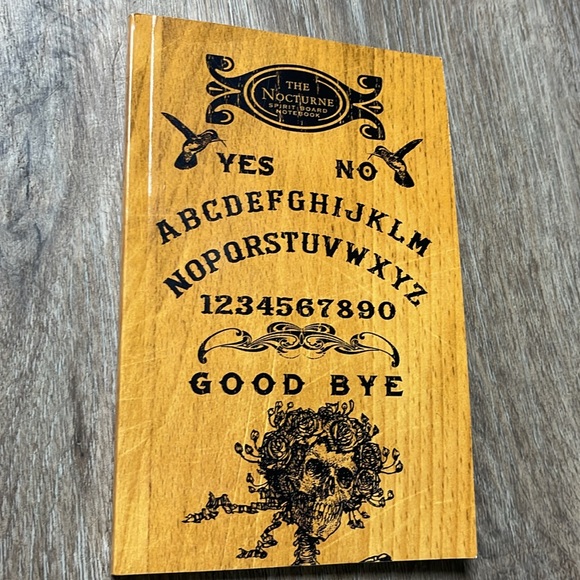 THE
NOCTURNE
SPIRIT BOARD
NOTEBOOK
YES NO
ABCDEFGHIJKLM
NOPQRSTUVWXYZ
1234567890
GOOD BYE